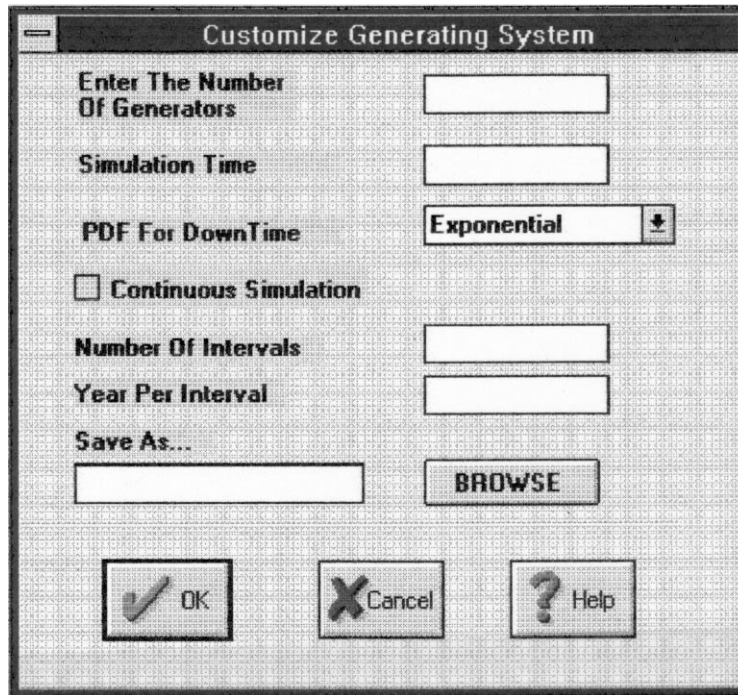 Customize Generating System
Enter The Number
Of Generators
Simulation Time
PDF For DownTime
Exponential
Continuous Simulation
Number Of Intervals
Year Per Interval
Save As...
BROWSE
OK
Cancel
Help